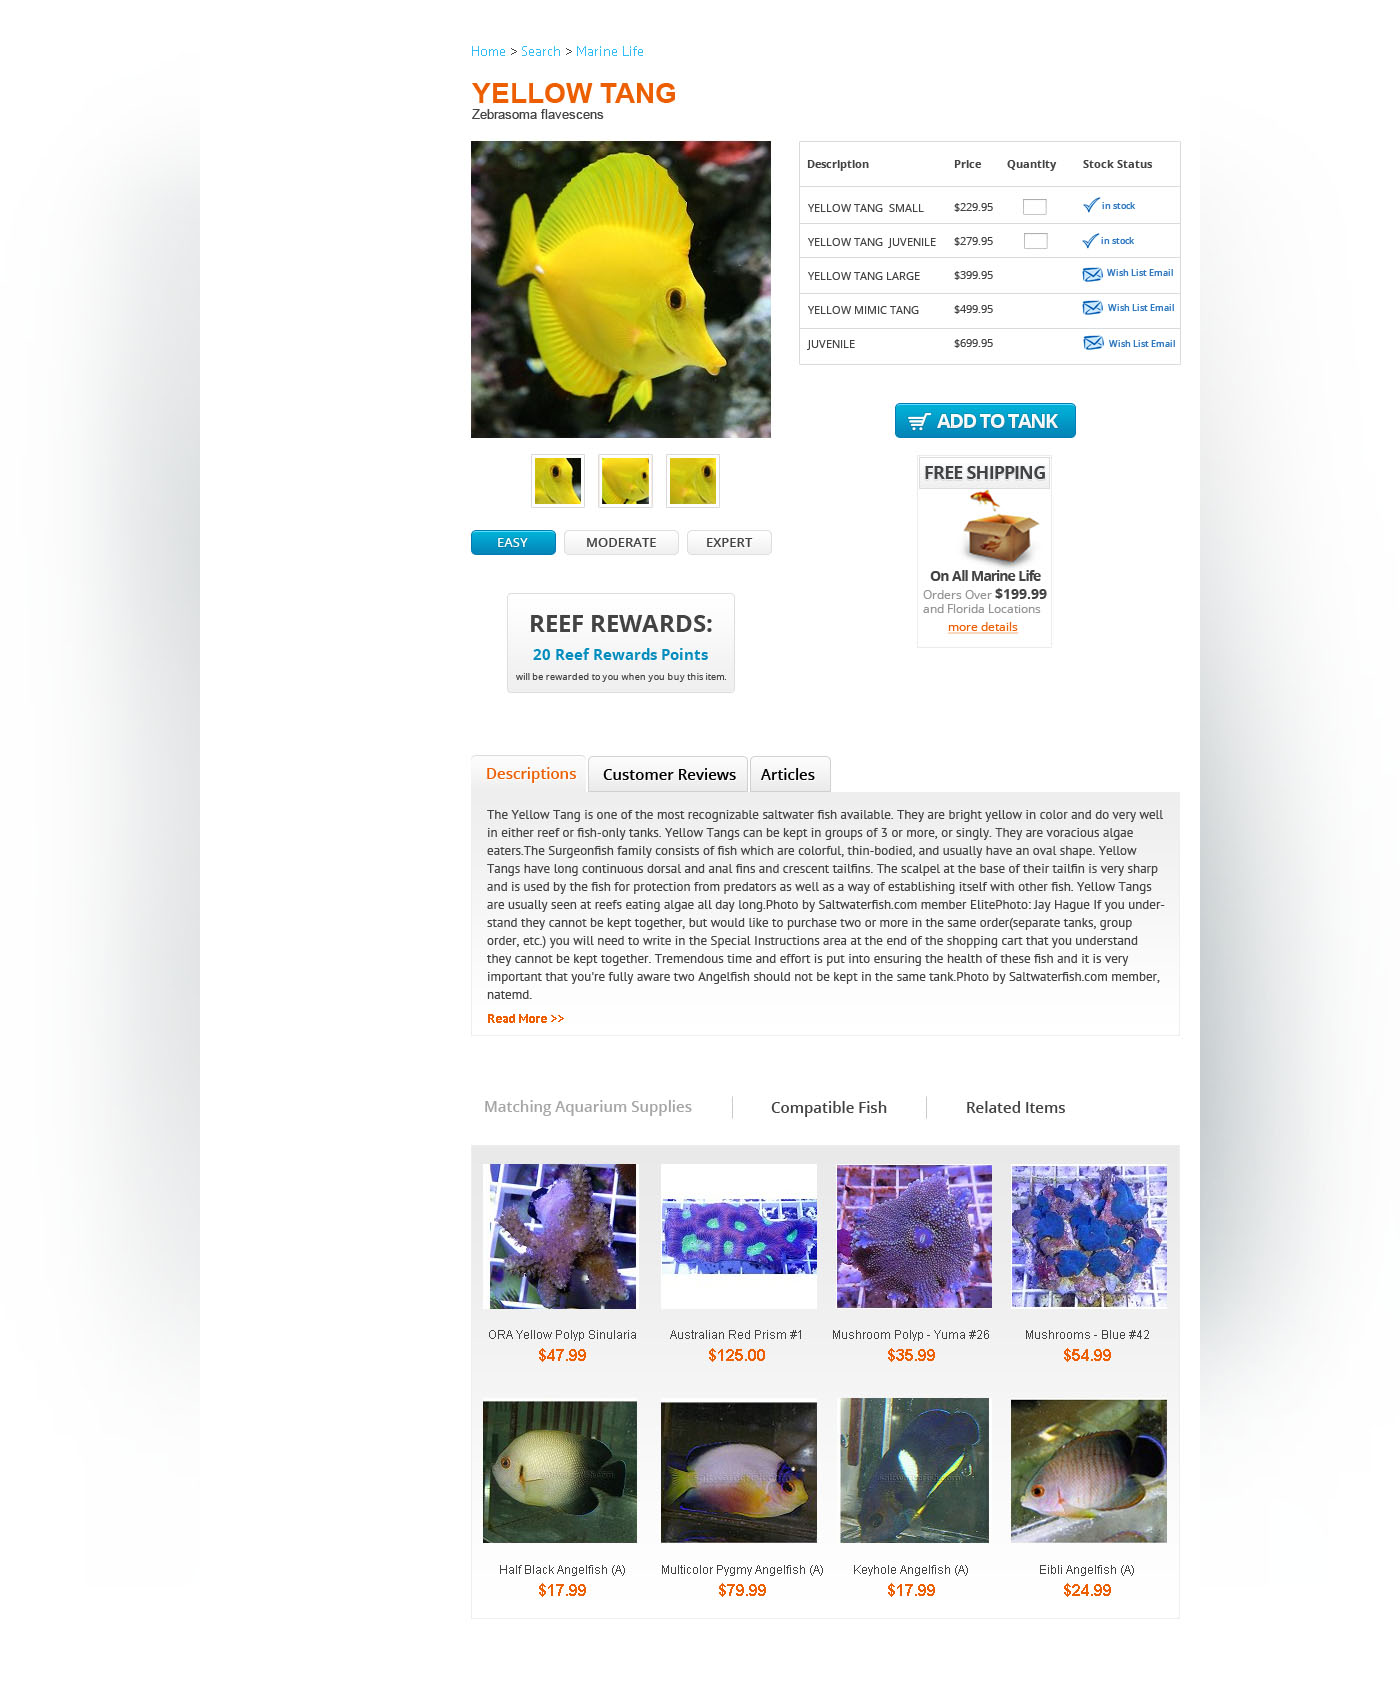 Home > Search > Marine Life
YELLOW TANG
Zebrasoma flavescens
Description Price Quantity Stock Status
YELLOW TANG SMALL $229.95 in stock
YELLOW TANG JUVENILE $279.95 in stock
YELLOW TANG LARGE $399.95 Wish List Email
YELLOW MIMIC TANG $499.95 Wish List Email
JUVENILE $699.95 Wish List Email
ADD TO TANK
FREE SHIPPING
On All Marine Life
Orders Over $199.99
and Florida Locations
more details
EASY MODERATE EXPERT
REEF REWARDS:
20 Reef Rewards Points
will be rewarded to you when you buy this item.
Descriptions Customer Reviews Articles
The Yellow Tang is one of the most recognizable saltwater fish available. They are bright yellow in color and do very well
in either reef or fish-only tanks. Yellow Tangs can be kept in groups of 3 or more, or singly. They are voracious algae
eaters.The Surgeonfish family consists of fish which are colorful, thin-bodied, and usually have an oval shape. Yellow
Tangs have long continuous dorsal and anal fins and crescent tailfins. The scalpel at the base of their tailfin is very sharp
and is used by the fish for protection from predators as well as a way of establishing itself with other fish. Yellow Tangs
are usually seen at reefs eating algae all day long.Photo by Saltwaterfish.com member ElitePhoto: Jay Hague If you under-
stand they cannot be kept together, but would like to purchase two or more in the same order(separate tanks, group
order, etc.) you will need to write in the Special Instructions area at the end of the shopping cart that you understand
they cannot be kept together. Tremendous time and effort is put into ensuring the health of these fish and it is very
important that you're fully aware two Angelfish should not be kept in the same tank.Photo by Saltwaterfish.com member,
natemd.
Read More >>
Matching Aquarium Supplies Compatible Fish Related Items
ORA Yellow Polyp Sinularia Australian Red Prism #1 Mushroom Polyp - Yuma #26 Mushrooms - Blue #42
$47.99 $125.00 $35.99 $54.99
Half Black Angelfish (A) Multicolor Pygmy Angelfish (A) Keyhole Angelfish (A) Eibli Angelfish (A)
$17.99 $79.99 $17.99 $24.99